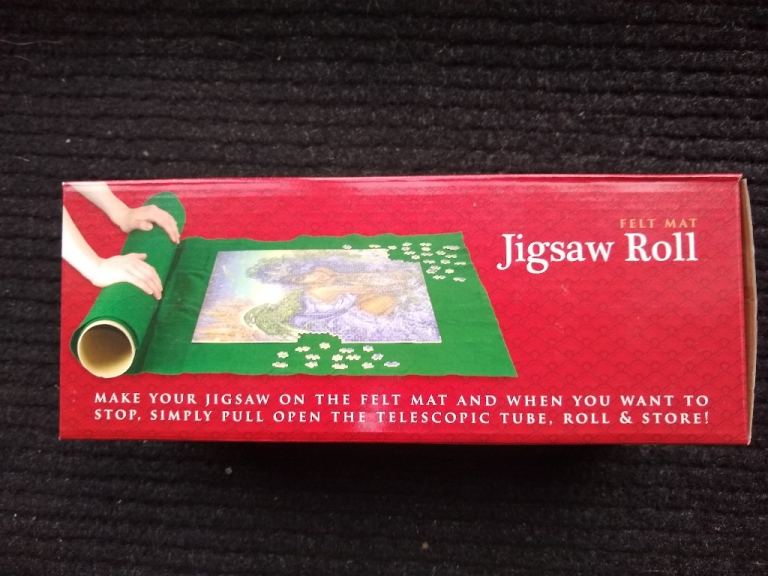 FELT MAT
Jigsaw Roll
MAKE YOUR JIGSAW ON THE FELT MAT AND WHEN YOU WANT TO
STOP, SIMPLY PULL OPEN THE TELESCOPIC TUBE, ROLL & STORE!